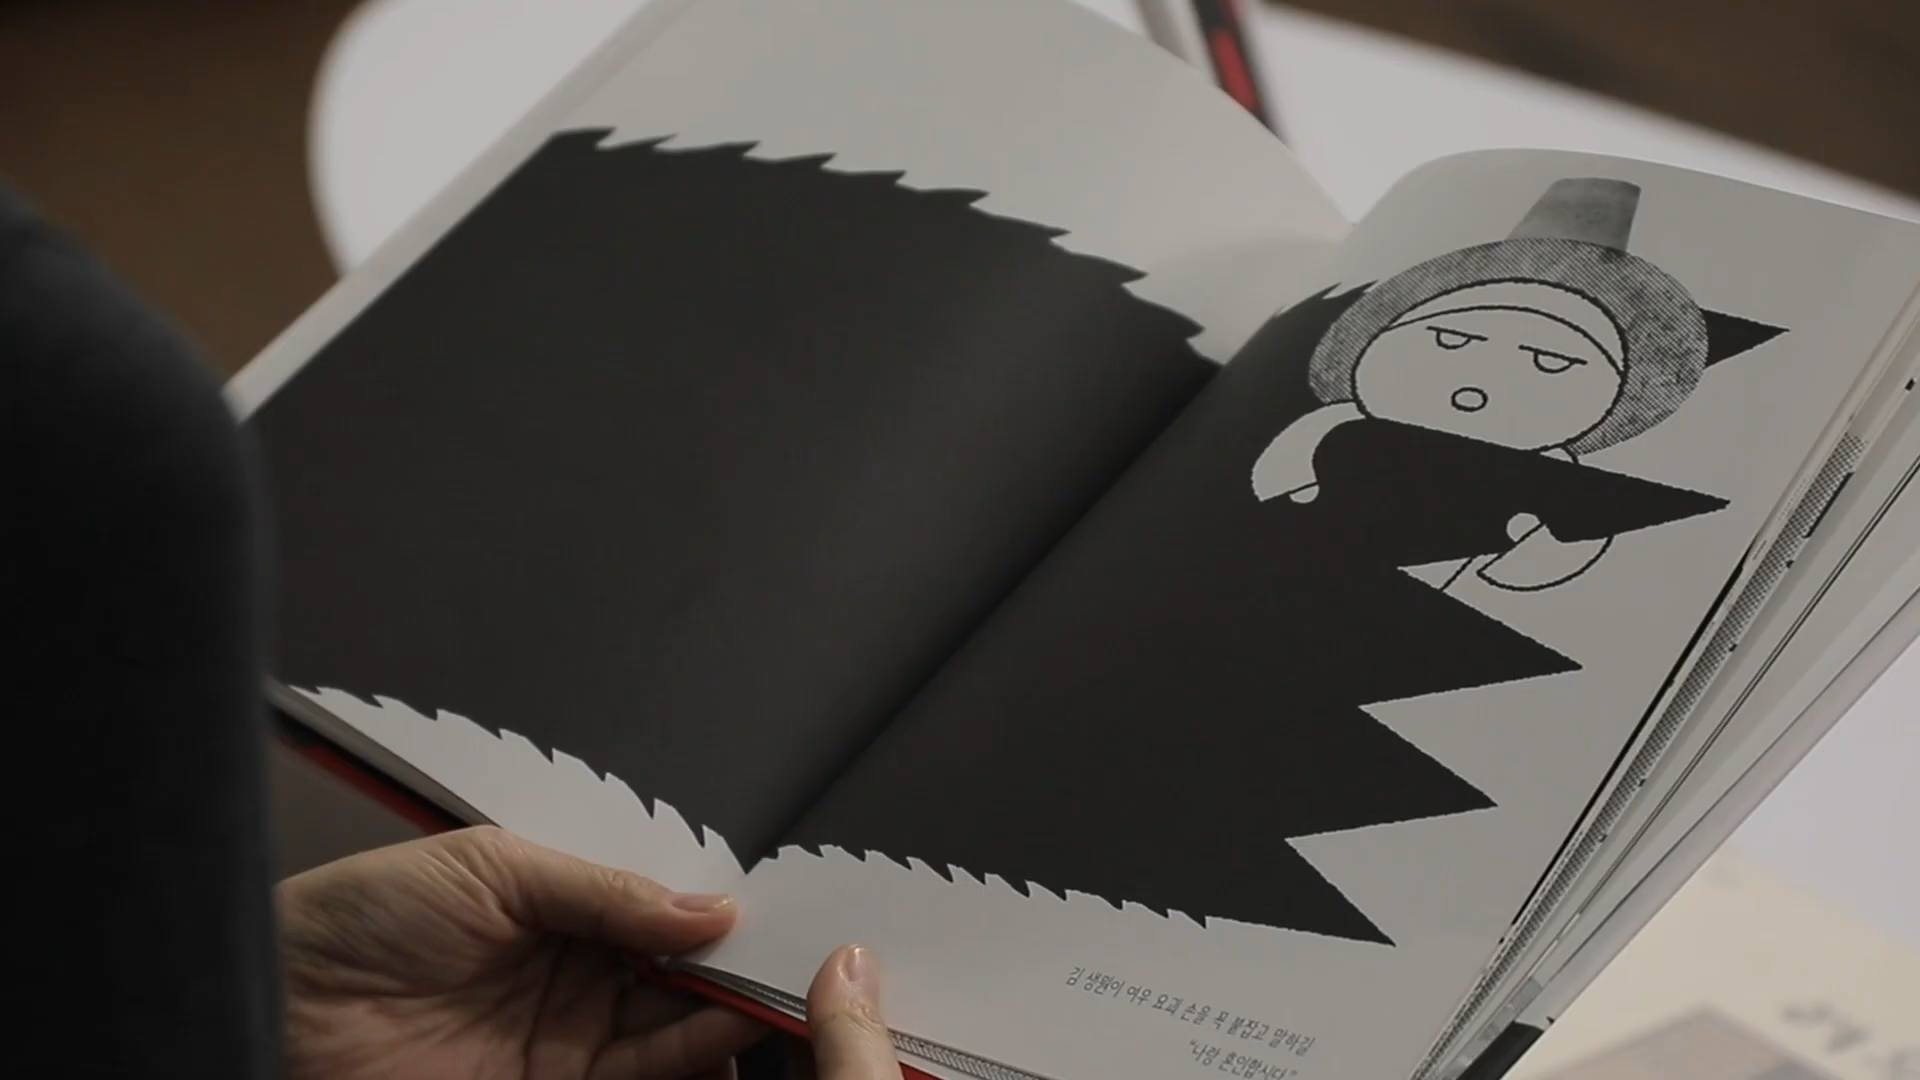 김 생원이 여우 요괴 손을 꼭 붙잡고 말하길
"나랑 혼인합시다."